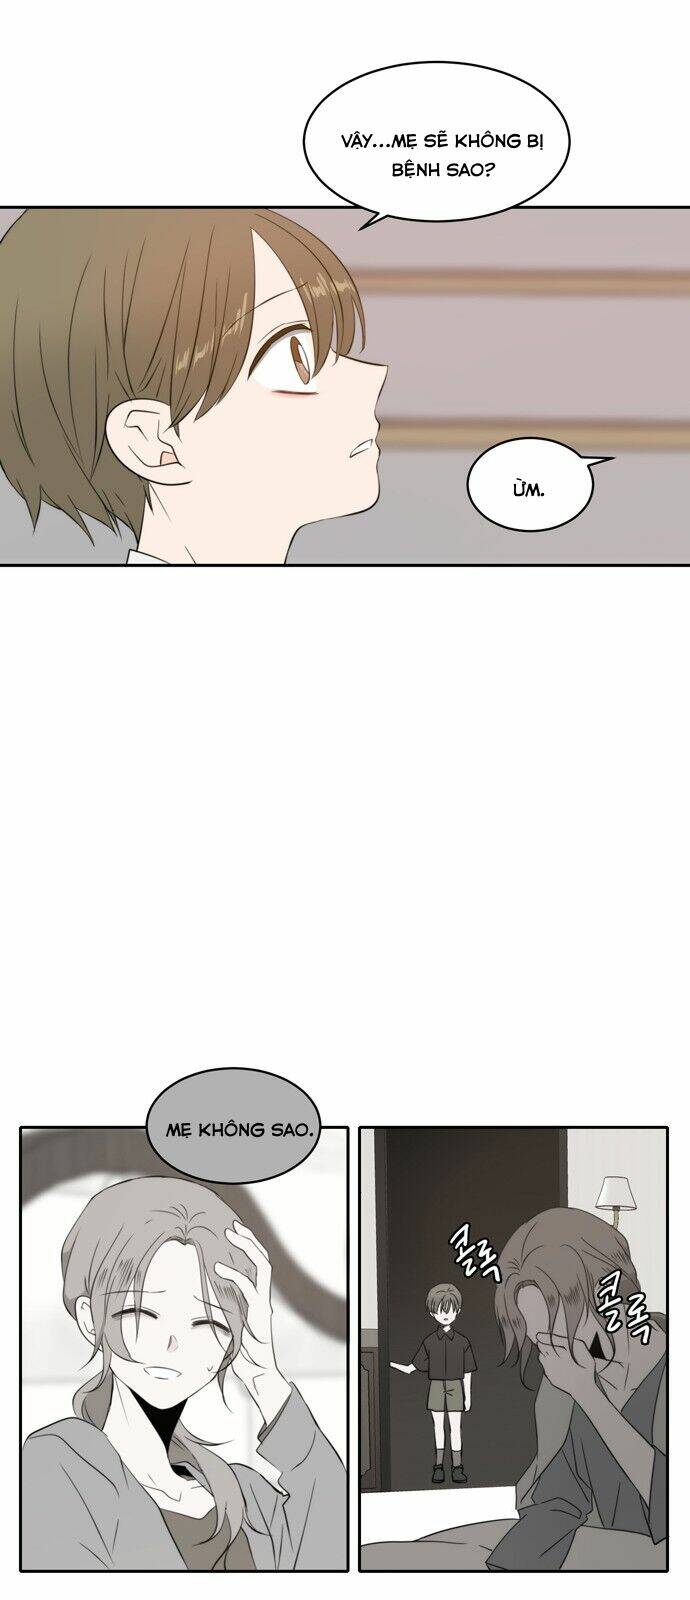 VẬY...MẸ SẼ KHÔNG BỊ
BỆNH SAO?
ỪM.
MẸ KHÔNG SAO.
콜록
콜록